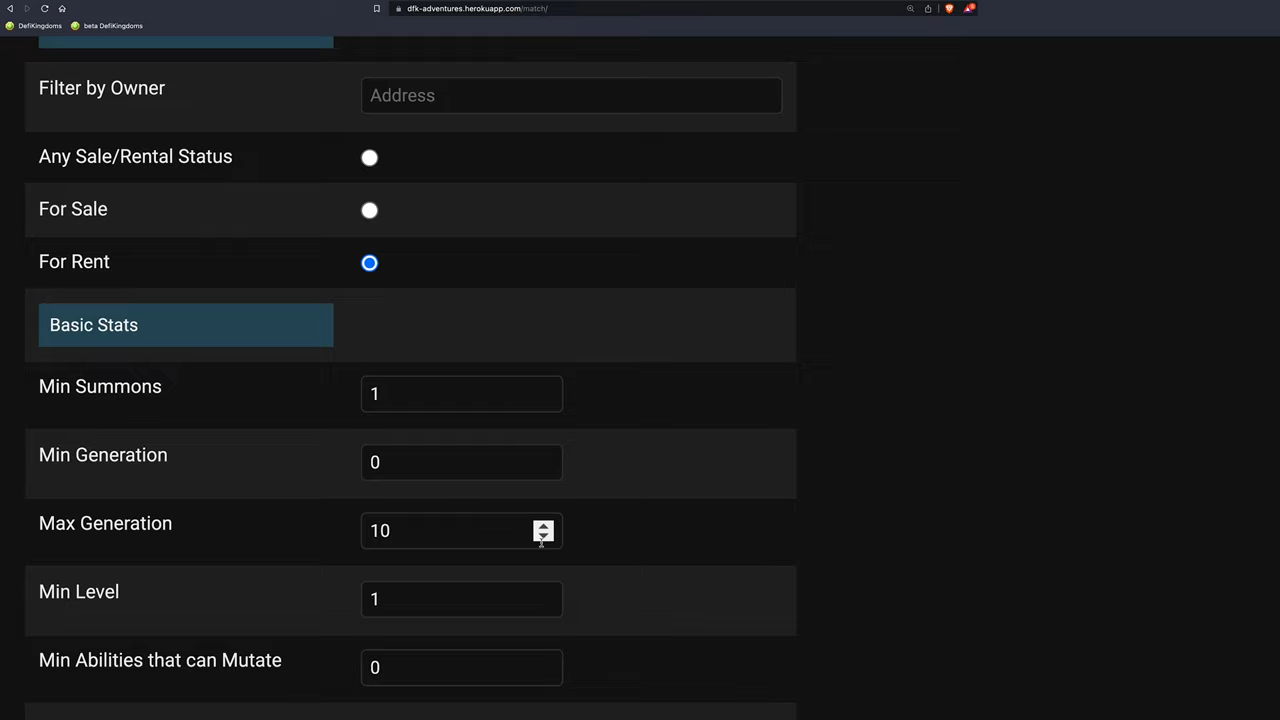 dfk-adventures.herokuapp.com/match/
DefiKingdoms
beta DefiKingdoms
Filter by Owner
Address
Any Sale/Rental Status
For Sale
For Rent
Basic Stats
Min Summons
1
Min Generation
0
Max Generation
10
Min Level
1
Min Abilities that can Mutate
0